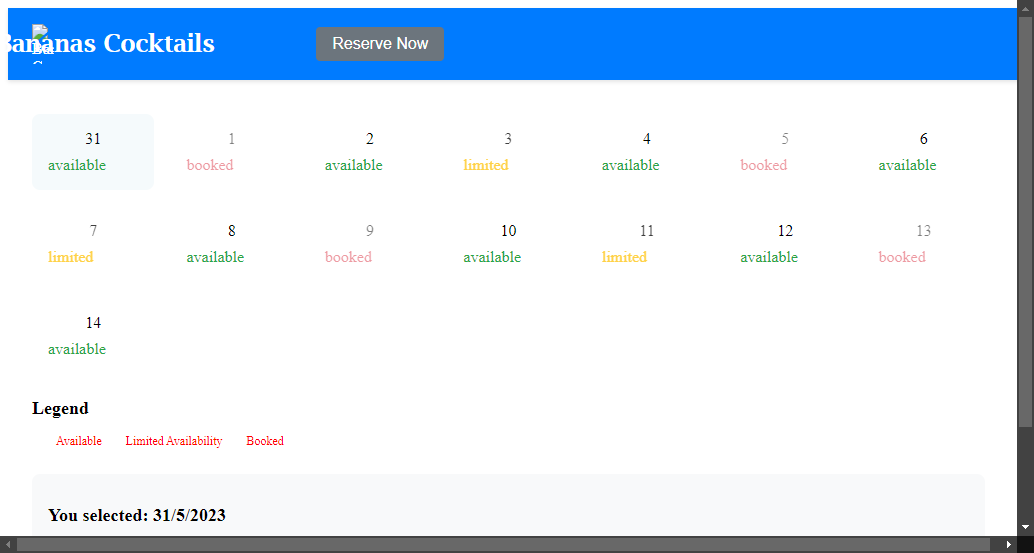 Bananas Cocktails
Reserve Now
31 1 2 3 4 5 6
available booked available limited available booked available
7 8 9 10 11 12 13
limited available booked available limited available booked
14
available
Legend
Available Limited Availability Booked
You selected: 31/5/2023